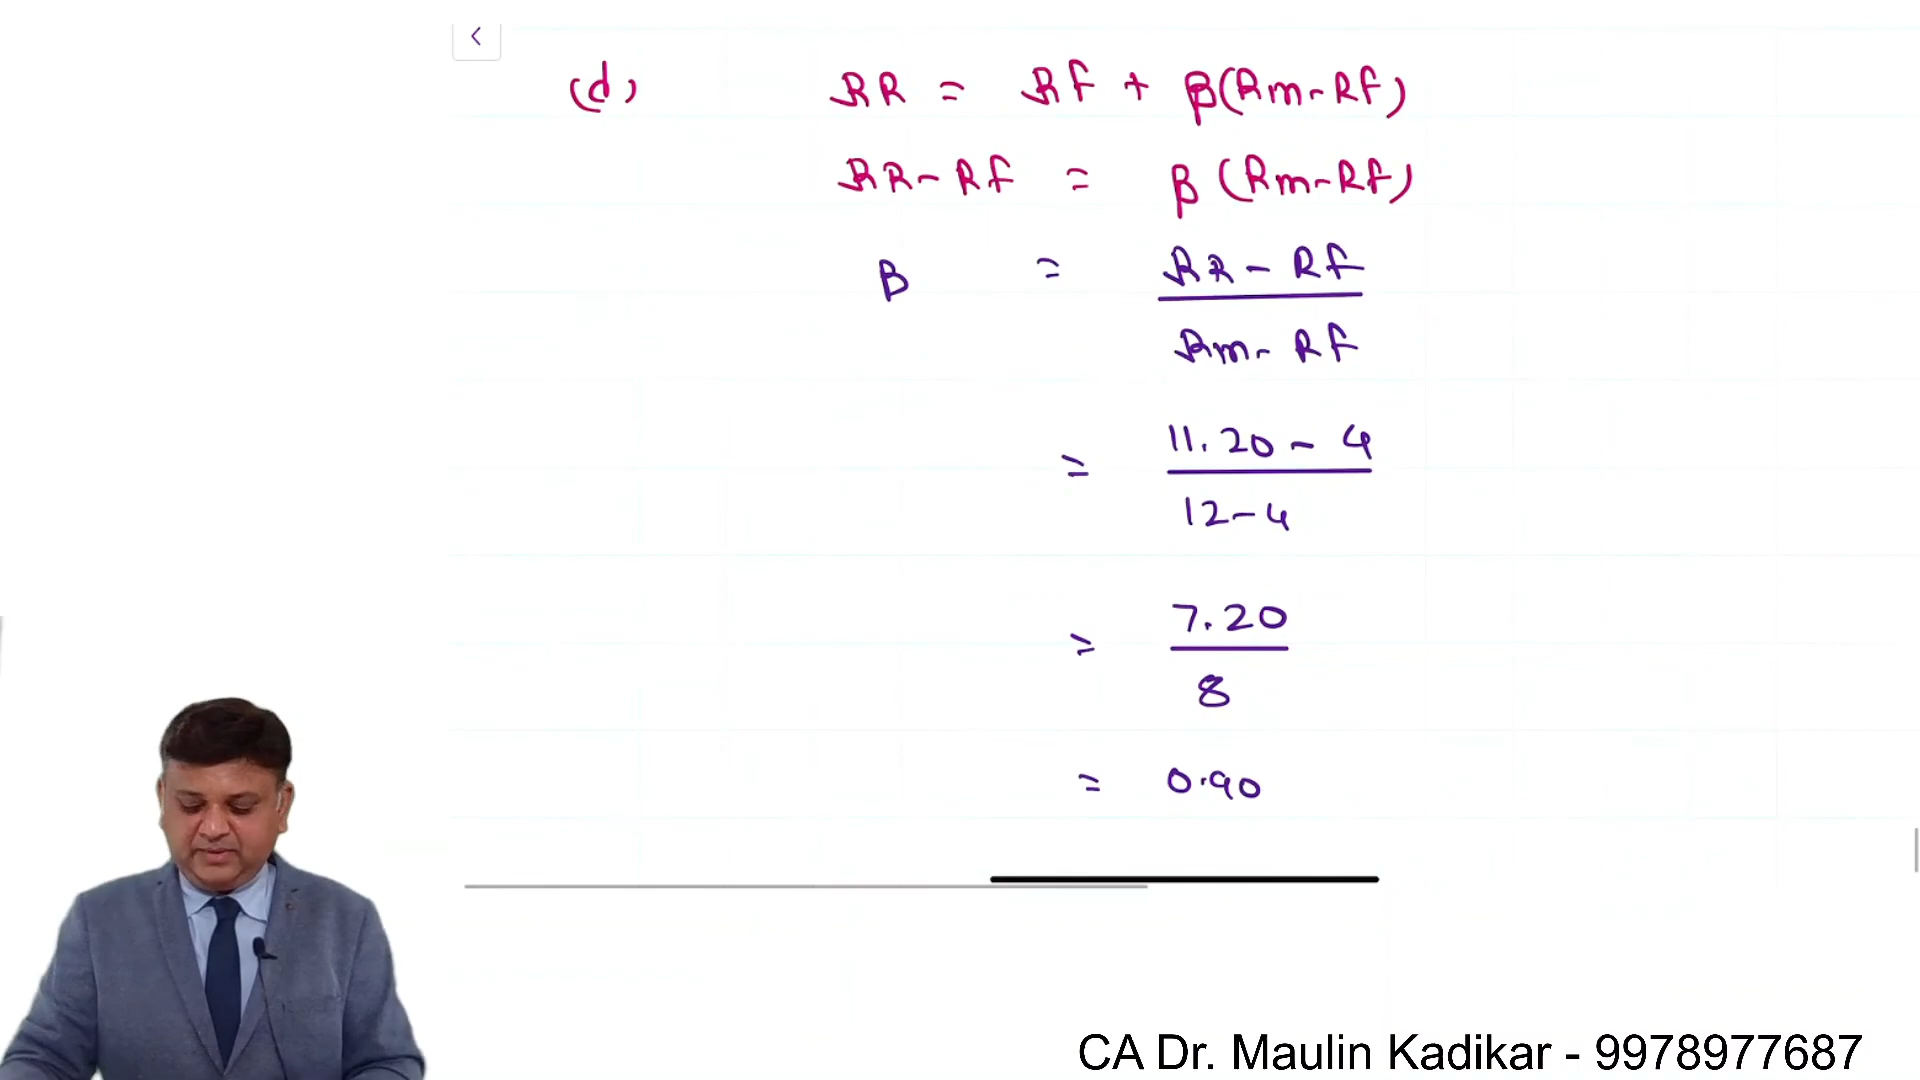 (d) RR = RF + β(Rm-RF)
RR-RF = β (Rm-RF)
β = RR - RF
Rm- RF
= 11.20 - 4
12-4
= 7.20
8
= 0.90
CA Dr. Maulin Kadikar - 9978977687